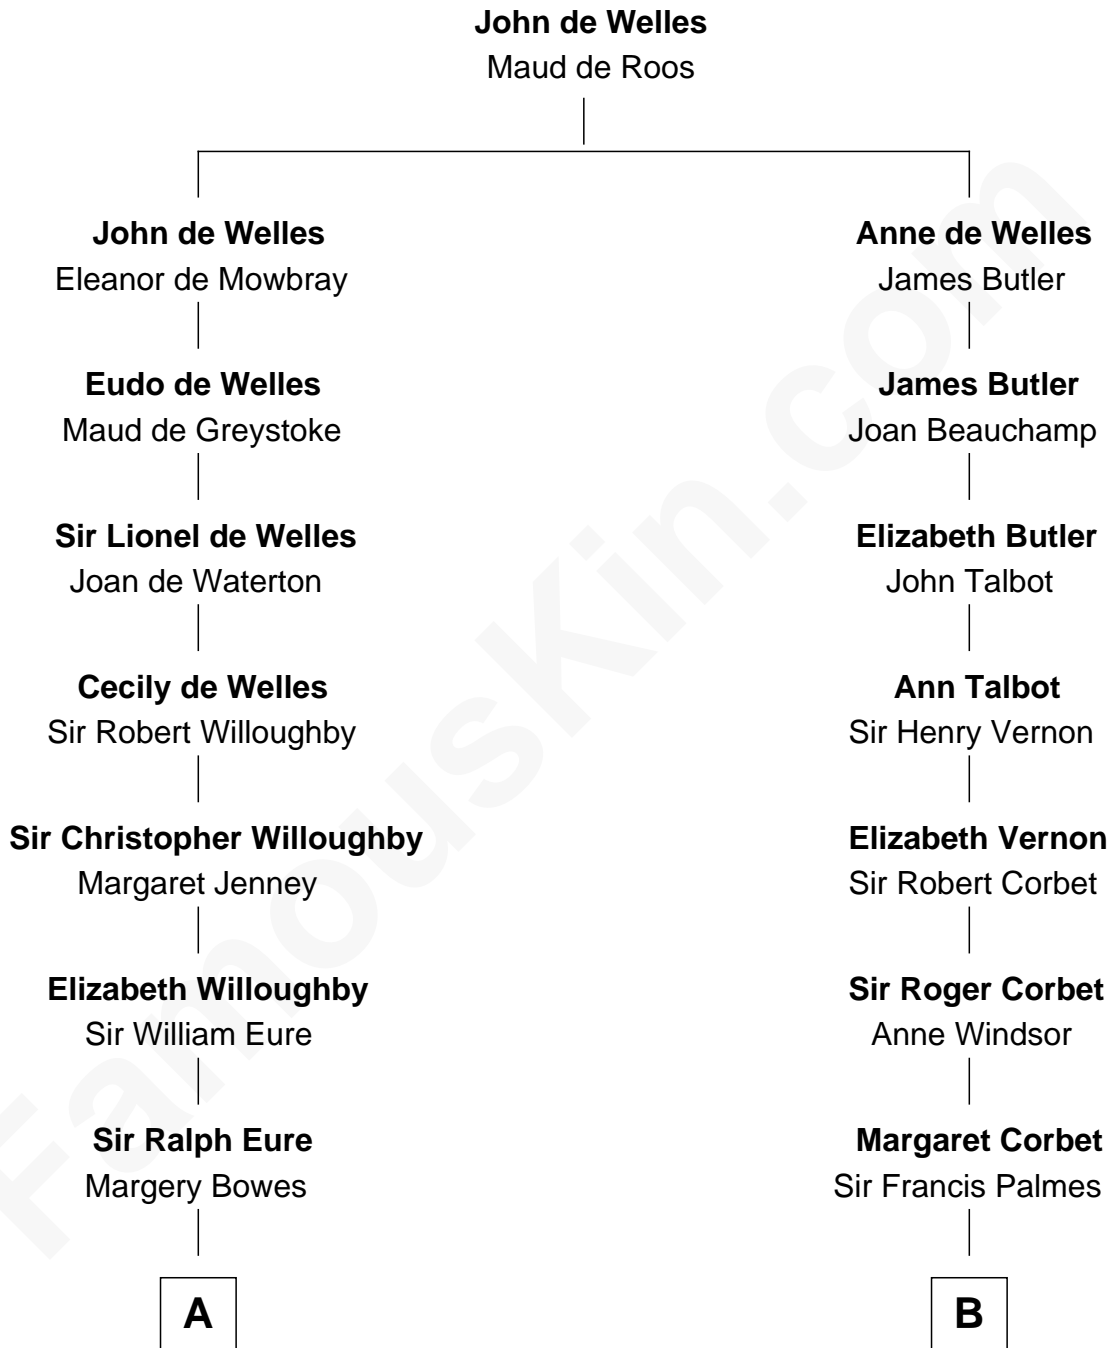 John de Welles
Maud de Roos
John de Welles
Eleanor de Mowbray
Anne de Welles
James Butler
Eudo de Welles
Maud de Greystoke
James Butler
Joan Beauchamp
Sir Lionel de Welles
Joan de Waterton
Elizabeth Butler
John Talbot
Cecily de Welles
Sir Robert Willoughby
Ann Talbot
Sir Henry Vernon
Sir Christopher Willoughby
Margaret Jenney
Elizabeth Vernon
Sir Robert Corbet
Elizabeth Willoughby
Sir William Eure
Sir Roger Corbet
Anne Windsor
Sir Ralph Eure
Margery Bowes
Margaret Corbet
Sir Francis Palmes
A
B
FamousKin.com